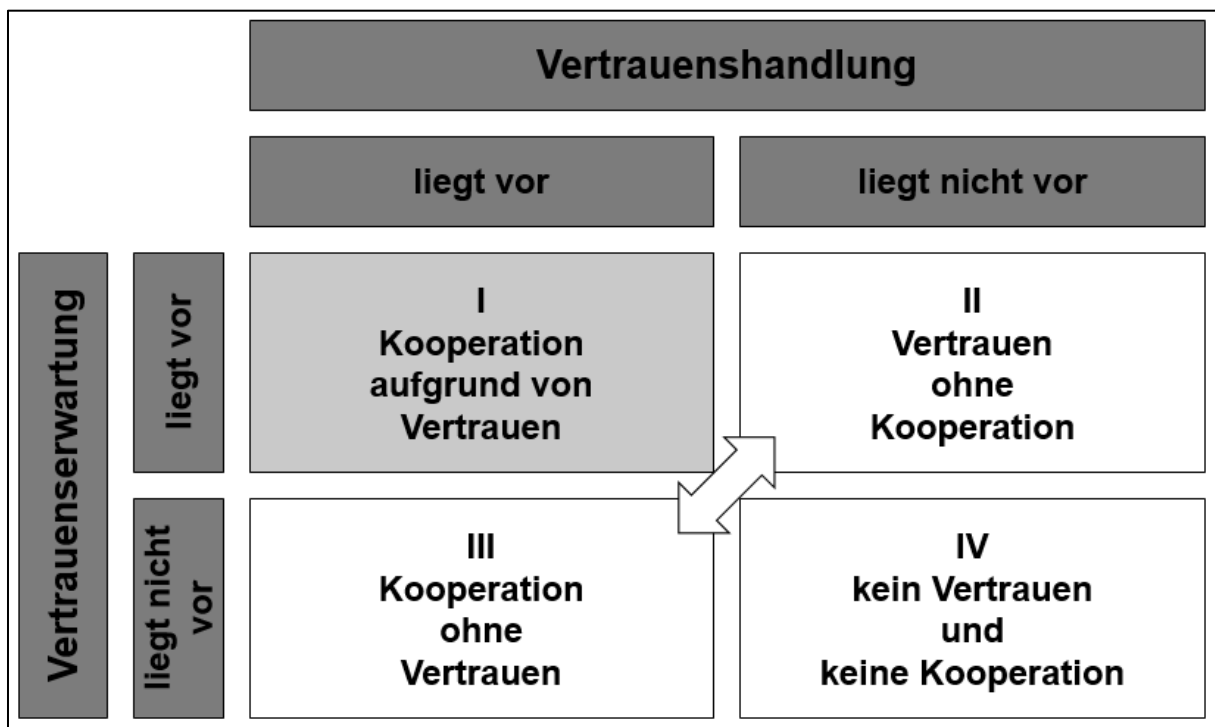 Vertrauenshandlung
liegt vor
liegt nicht vor
Vertrauenserwartung
liegt vor
I
Kooperation
aufgrund von
Vertrauen
II
Vertrauen
ohne
Kooperation
liegt nicht
vor
III
Kooperation
ohne
Vertrauen
IV
kein Vertrauen
und
keine Kooperation